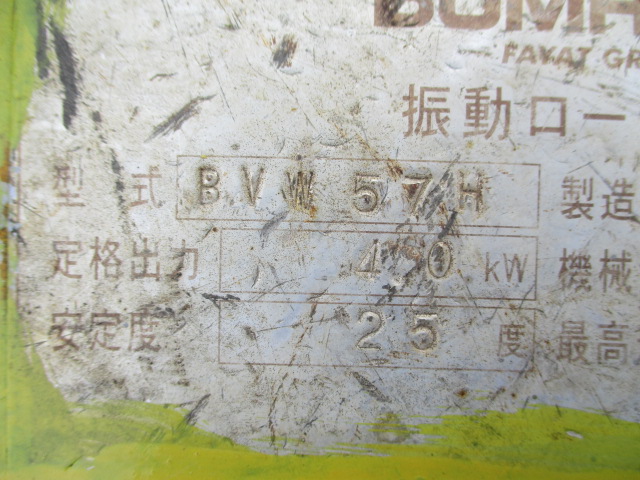 BOMA
FAYAT GR
振動ロー
型式 BVW57H 製造
定格出力 4.0 kW 機械
安定度 25 度 最高